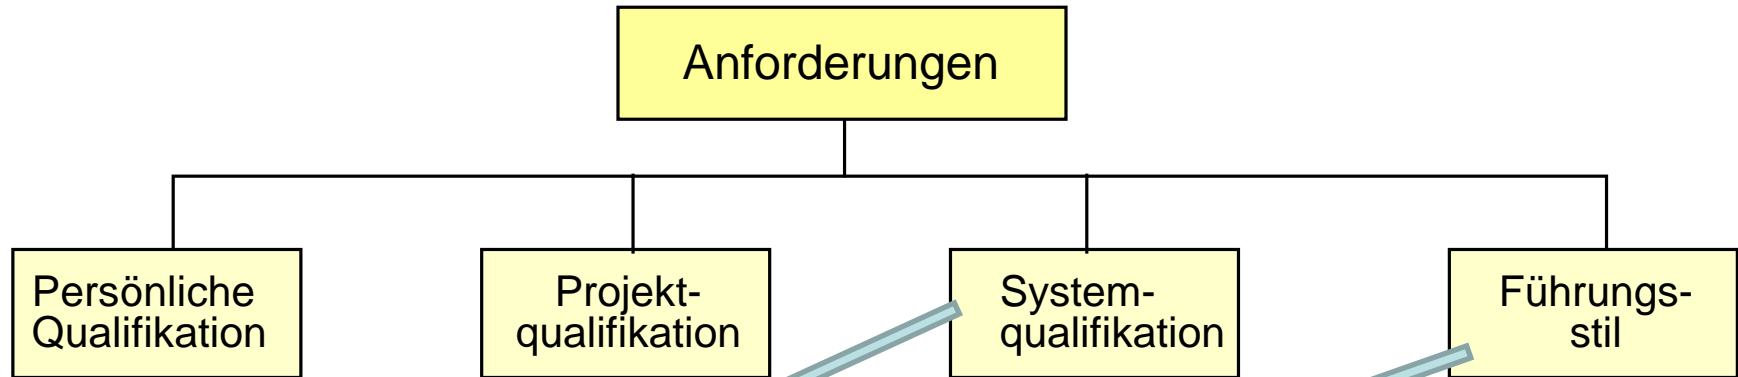 Anforderungen
Persönliche
Qualifikation
Projekt-
qualifikation
System-
qualifikation
Führungs-
stil